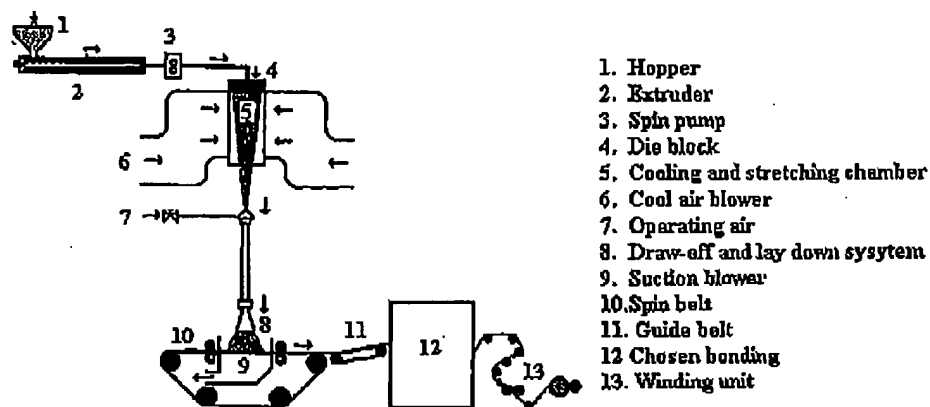 1
2
3
4
5
6
7
8
9
10
11
12
13
1. Hopper
2. Extruder
3. Spin pump
4. Die block
5. Cooling and stretching chamber
6. Cool air blower
7. Operating air
8. Draw-off and lay down sysytem
9. Suction blower
10.Spin belt
11. Guide belt
12 Chosen bonding
13. Winding unit